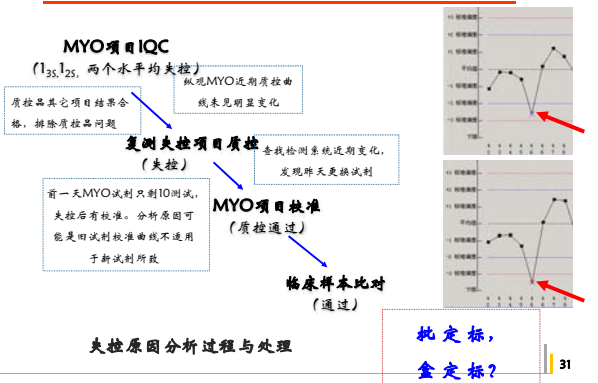 MYO项目IQC
(1₃S,1₂S, 两个水平均失控)
纵观MYO近期质控曲
线未见明显变化
质控品其它项目结果合
格，排除质控品问题
复测失控项目质控
(失控)
查找检测系统近期变化，
发现昨天更换试剂
前一天MYO试剂只剩10测试，
失控后有校准。分析原因可
能是旧试剂校准曲线不适用
于新试剂所致
MYO项目校准
(质控通过)
临床样本比对
(通过)
失控原因分析过程与处理
批定标，
盒定标？
31